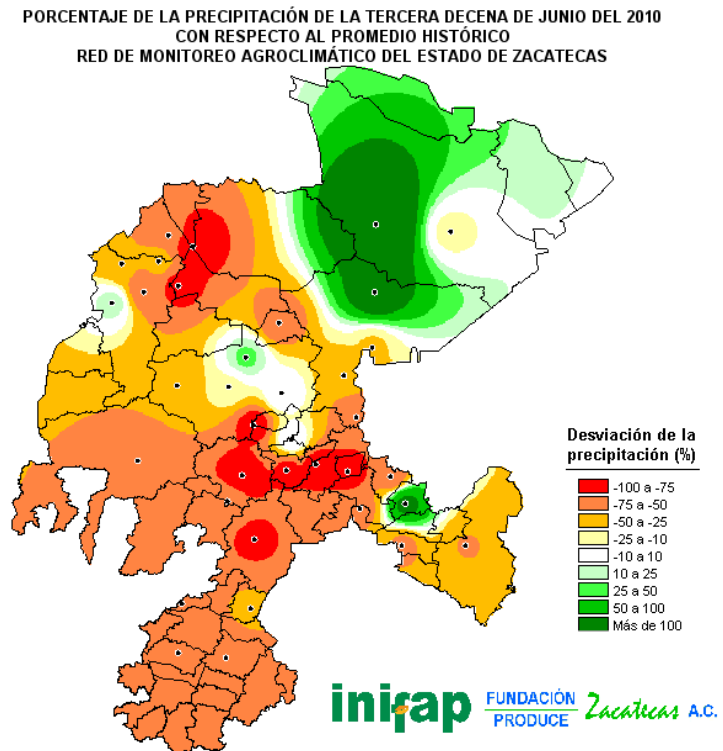 PORCENTAJE DE LA PRECIPITACIÓN DE LA TERCERA DECENA DE JUNIO DEL 2010
CON RESPECTO AL PROMEDIO HISTÓRICO
RED DE MONITOREO AGROCLIMÁTICO DEL ESTADO DE ZACATECAS
Desviación de la
precipitación (%)
-100 a -75
-75 a -50
-50 a -25
-25 a -10
-10 a 10
10 a 25
25 a 50
50 a 100
Más de 100
inifap
FUNDACIÓN
PRODUCE
Zacatecas A.C.